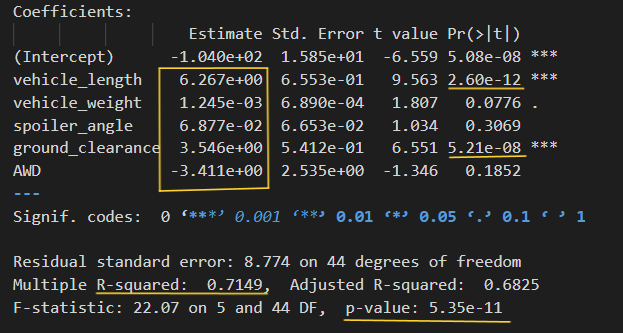 Coefficients:
Estimate Std. Error t value Pr(>|t|)
(Intercept) -1.040e+02 1.585e+01 -6.559 5.08e-08 ***
vehicle_length 6.267e+00 6.553e-01 9.563 2.60e-12 ***
vehicle_weight 1.245e-03 6.890e-04 1.807 0.0776 .
spoiler_angle 6.877e-02 6.653e-02 1.034 0.3069
ground_clearance 3.546e+00 5.412e-01 6.551 5.21e-08 ***
AWD -3.411e+00 2.535e+00 -1.346 0.1852
---
Signif. codes: 0 ‘***’ 0.001 ‘**’ 0.01 ‘*’ 0.05 ‘.’ 0.1 ‘ ’ 1
Residual standard error: 8.774 on 44 degrees of freedom
Multiple R-squared: 0.7149, Adjusted R-squared: 0.6825
F-statistic: 22.07 on 5 and 44 DF, p-value: 5.35e-11